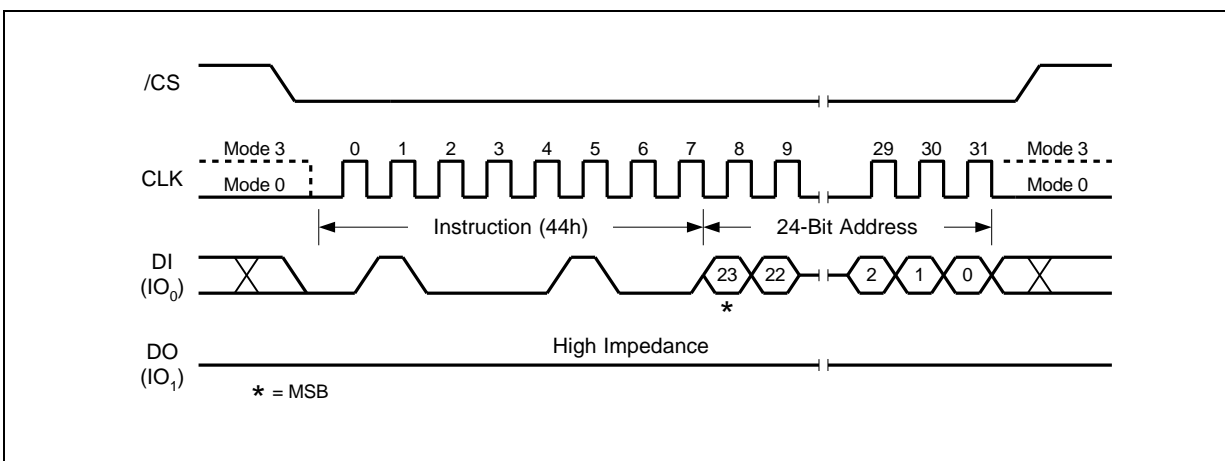 /CS
Mode 3 0 1 2 3 4 5 6 7 8 9 29 30 31 Mode 3
CLK Mode 0 Mode 0
Instruction (44h) 24-Bit Address
DI
(IO0) 23 22 2 1 0
*
High Impedance
DO
(IO1)
* = MSB